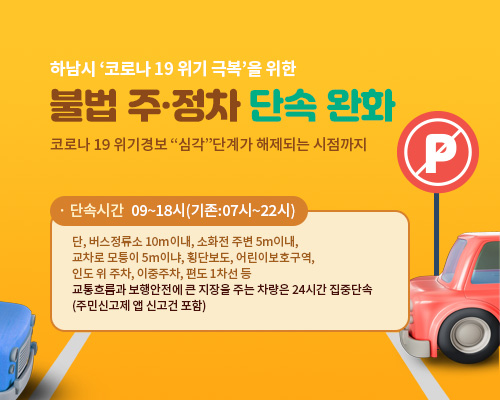 하남시 ‘코로나 19 위기 극복’을 위한
불법 주·정차 단속 완화
코로나 19 위기경보 “심각”단계가 해제되는 시점까지
P
· 단속시간 09~18시(기존:07시~22시)
단, 버스정류소 10m이내, 소화전 주변 5m이내,
교차로 모퉁이 5m이냐, 횡단보도, 어린이보호구역,
인도 위 주차, 이중주차, 편도 1차선 등
교통흐름과 보행안전에 큰 지장을 주는 차량은 24시간 집중단속
(주민신고제 앱 신고건 포함)